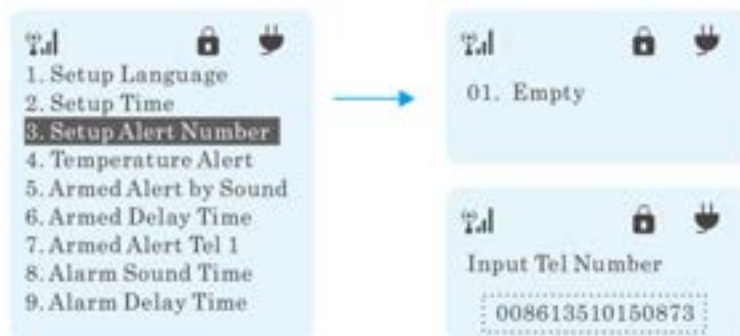 1. Setup Language
2. Setup Time
3. Setup Alert Number
4. Temperature Alert
5. Armed Alert by Sound
6. Armed Delay Time
7. Armed Alert Tel 1
8. Alarm Sound Time
9. Alarm Delay Time
01. Empty
Input Tel Number
008613510150873